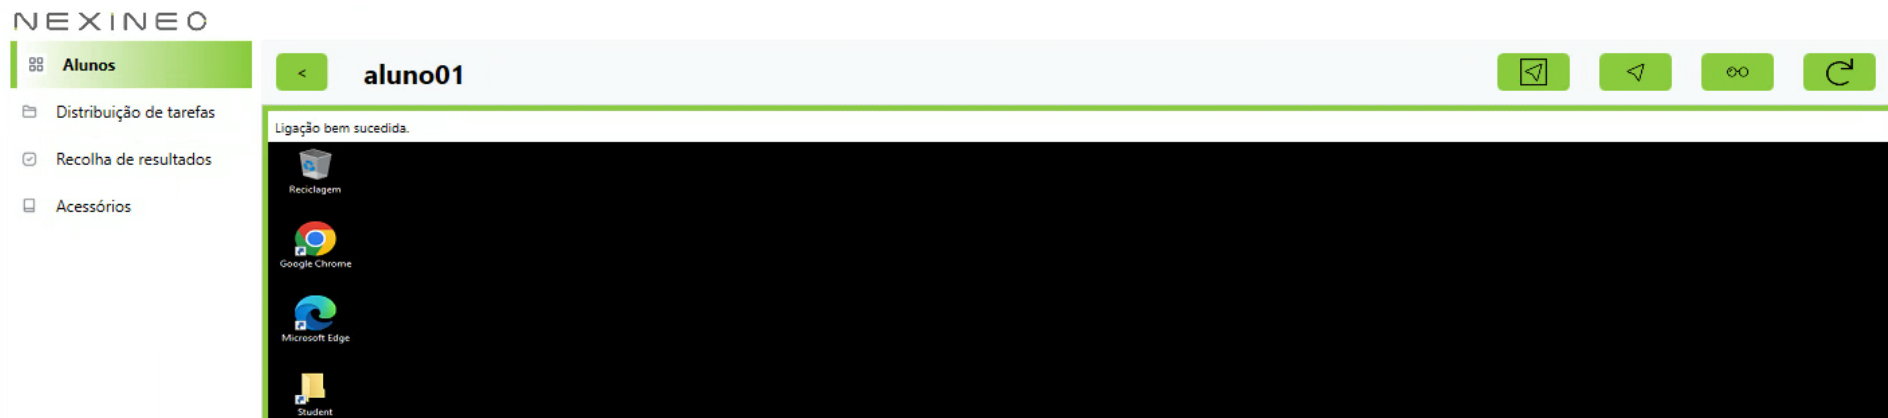 NEXINEO
Alunos
Distribuição de tarefas
Recolha de resultados
Acessórios
<
aluno01
Ligação bem sucedida.
Reciclagem
Google Chrome
Microsoft Edge
Student